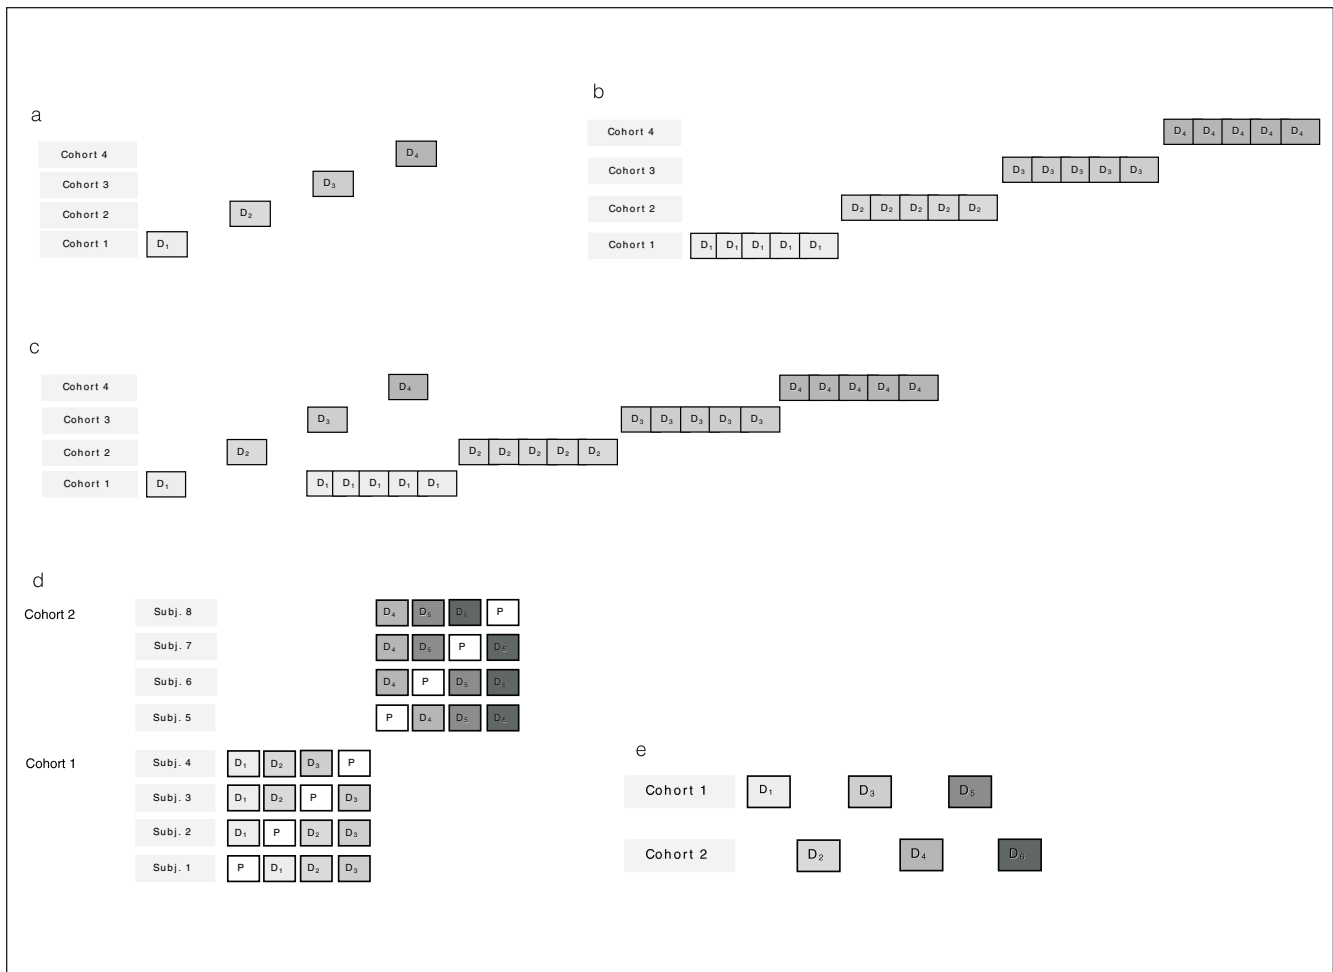 a
Cohort 4 D₄
Cohort 3 D₃
Cohort 2 D₂
Cohort 1 D₁
b
Cohort 4 D₄ D₄ D₄ D₄ D₄
Cohort 3 D₃ D₃ D₃ D₃ D₃
Cohort 2 D₂ D₂ D₂ D₂ D₂
Cohort 1 D₁ D₁ D₁ D₁ D₁
c
Cohort 4 D₄ D₄ D₄ D₄ D₄ D₄
Cohort 3 D₃ D₃ D₃ D₃ D₃ D₃
Cohort 2 D₂ D₂ D₂ D₂ D₂ D₂
Cohort 1 D₁ D₁ D₁ D₁ D₁ D₁
d
Cohort 2 Subj. 8 D₄ D₅ D₆ P
Subj. 7 D₄ D₅ P D₆
Subj. 6 D₄ P D₅ D₆
Subj. 5 P D₄ D₅ D₆
Cohort 1 Subj. 4 D₁ D₂ D₃ P
Subj. 3 D₁ D₂ P D₃
Subj. 2 D₁ P D₂ D₃
Subj. 1 P D₁ D₂ D₃
e
Cohort 1 D₁ D₃ D₅
Cohort 2 D₂ D₄ D₆